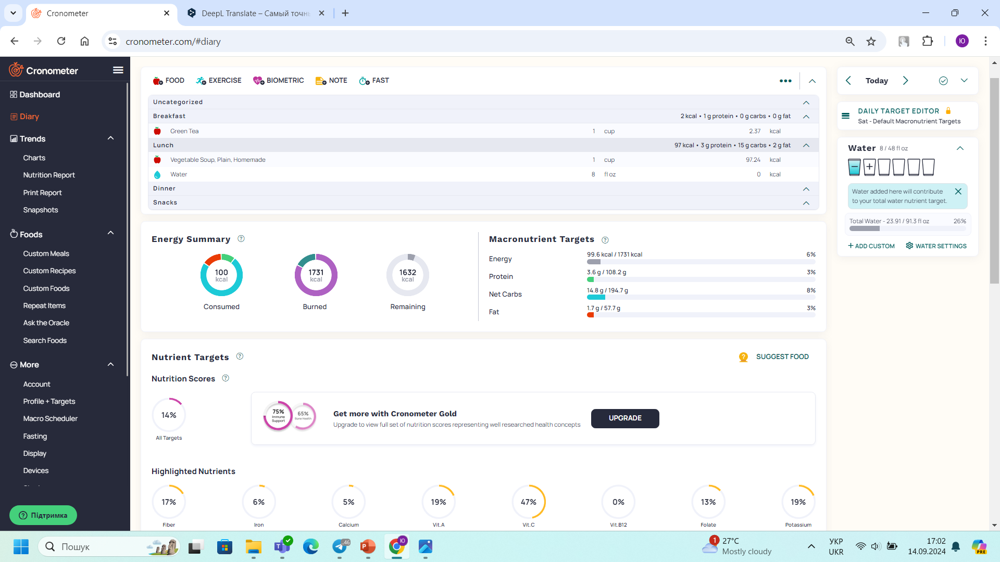 Cronometer
DeepL Translate – Самый точн
cronometer.com/#diary
Ю
Cronometer
Dashboard
Diary
Trends
Charts
Nutrition Report
Print Report
Snapshots
Foods
Custom Meals
Custom Recipes
Custom Foods
Repeat Items
Ask the Oracle
Search Foods
More
Account
Profile + Targets
Macro Scheduler
Fasting
Display
Devices
Підтримка
FOOD EXERCISE BIOMETRIC NOTE FAST
Uncategorized
Breakfast 2 kcal • 1 g protein • 0 g carbs • 0 g fat
Green Tea 1 cup 2.37 kcal
Lunch 97 kcal • 3 g protein • 15 g carbs • 2 g fat
Vegetable Soup, Plain, Homemade 1 cup 97.24 kcal
Water 8 fl oz 0 kcal
Dinner
Snacks
Energy Summary ?
100 kcal
Consumed
1731 kcal
Burned
1632 kcal
Remaining
Macronutrient Targets ?
Energy 99.6 kcal / 1731 kcal 6%
Protein 3.6 g / 108.2 g 3%
Net Carbs 14.8 g / 194.7 g 8%
Fat 1.7 g / 57.7 g 3%
Nutrient Targets ?
? SUGGEST FOOD
Nutrition Scores ?
14%
All Targets
75%
Immune
Support
65%
Bone Health
Get more with Cronometer Gold
Upgrade to view full set of nutrition scores representing well researched health concepts
UPGRADE
Highlighted Nutrients
17% 6% 5% 19% 47% 0% 13% 19%
Fiber Iron Calcium Vit.A Vit.C Vit.B12 Folate Potassium
Today
DAILY TARGET EDITOR
Sat - Default Macronutrient Targets
Water 8 / 48 fl oz
Water added here will contribute
to your total water nutrient target.
Total Water - 23.91 / 91.3 fl oz 26%
+ ADD CUSTOM WATER SETTINGS
Пошук
.46
Ю
1
27°C
Mostly cloudy
УКР
UKR
17:02
14.09.2024
PRE